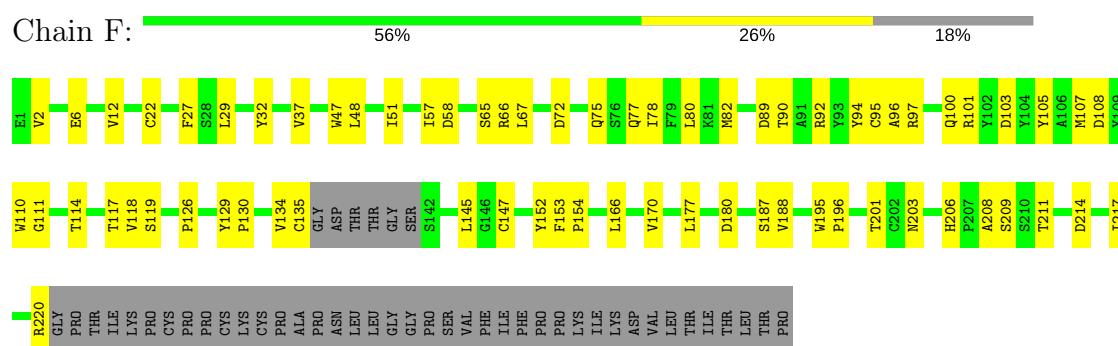 Chain F:
56% 26% 18%
E1 V2 E6 V12 C22 F27 S28 L29 Y32 V37 W47 L48 I51 I57 D58 S65 R66 L67 D72 Q75 S76 Q77 I78 F79 L80 K81 M82 D89 T90 A91 R92 Y93 Y94 C95 A96 R97 Q100 R101 Y102 D103 Y104 Y105 A106 M107 D108 Y109
W110 G111 T114 T117 V118 S119 P126 Y129 P130 V134 C135 GLY ASP THR THR GLY SER S142 L145 G146 C147 Y152 F153 P154 L166 V170 L177 D180 S187 V188 W195 P196 T201 C202 N203 H206 P207 A208 S209 S210 T211 D214 I217
R220 GLY PRO THR ILE LYS PRO CYS PRO PRO CYS LYS CYS PRO ALA PRO ASN LEU LEU GLY GLY PRO SER VAL PHE ILE PHE PRO PRO LYS ILE LYS ASP VAL LEU THR ILE THR LEU THR PRO